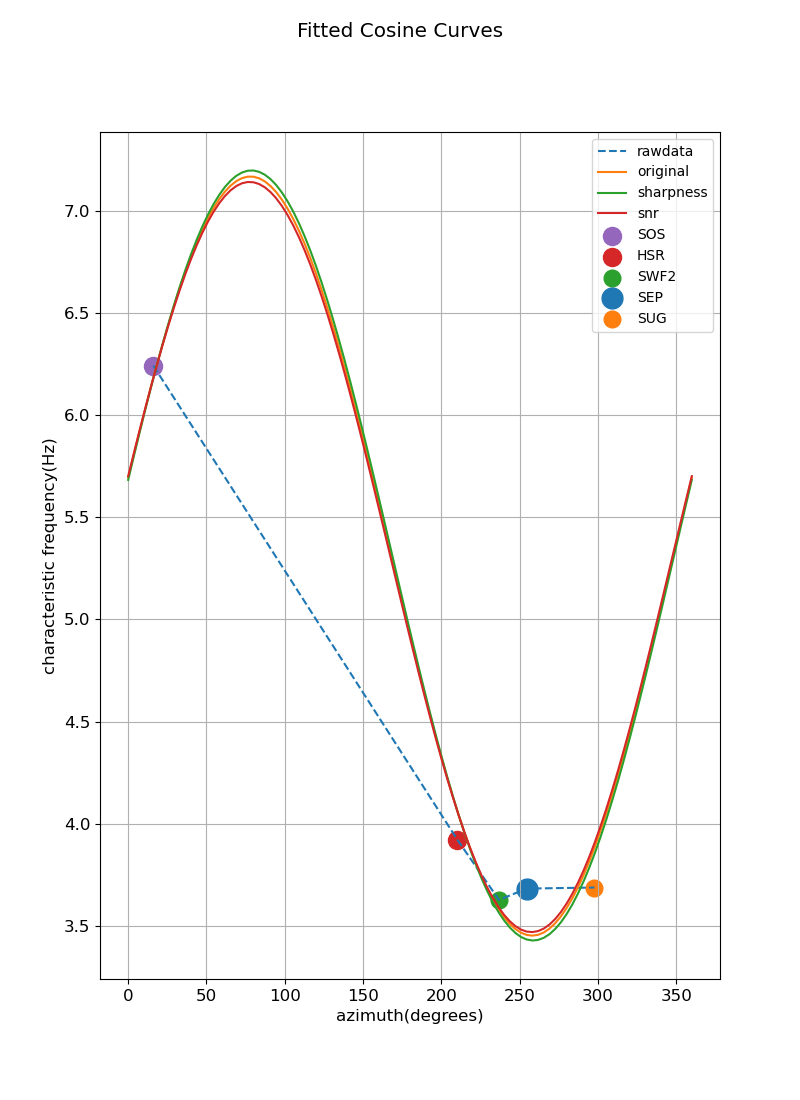 Fitted Cosine Curves
rawdata
original
sharpness
snr
SOS
HSR
SWF2
SEP
SUG
7.0
6.5
6.0
5.5
5.0
4.5
4.0
3.5
characteristic frequency(Hz)
0 50 100 150 200 250 300 350
azimuth(degrees)